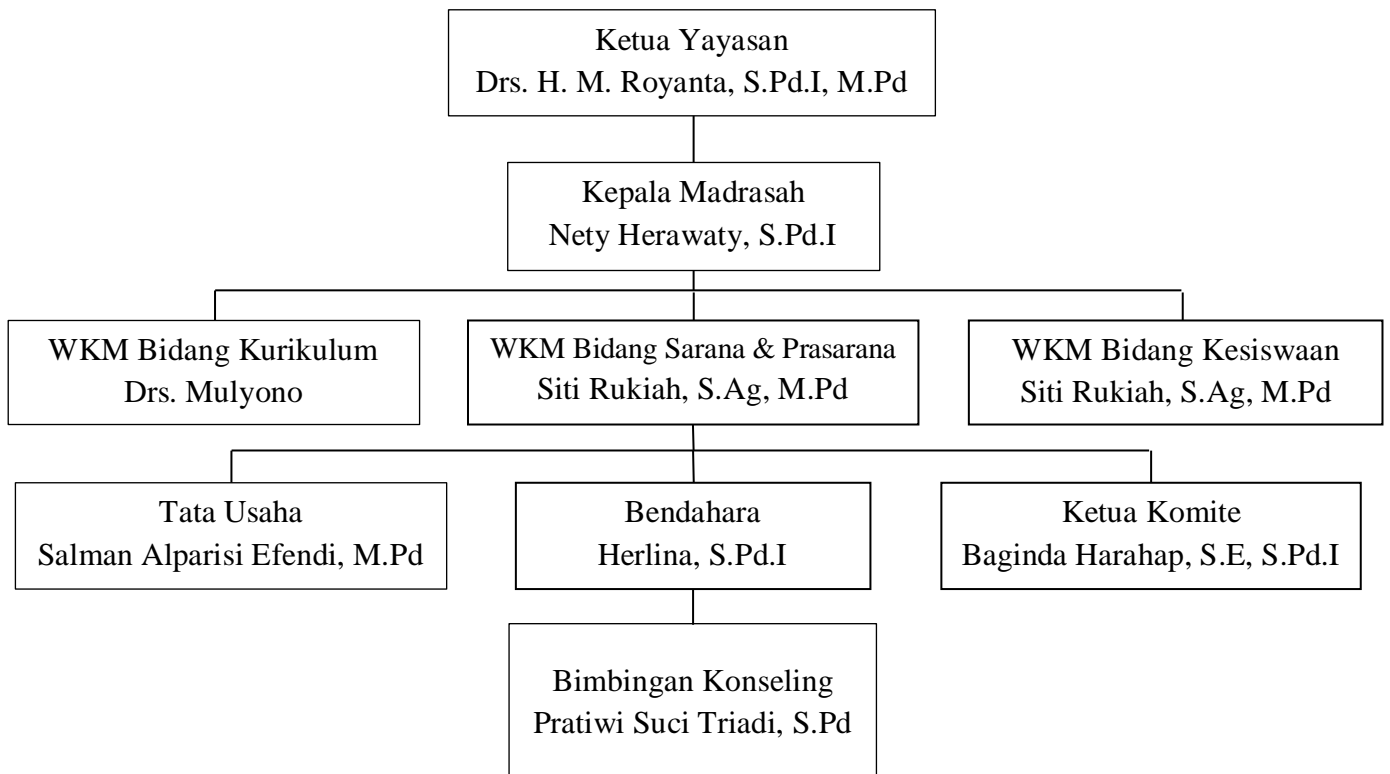 Ketua Yayasan
Drs. H. M. Royanta, S.Pd.I, M.Pd
Kepala Madrasah
Nety Herawaty, S.Pd.I
WKM Bidang Kurikulum
Drs. Mulyono
WKM Bidang Sarana & Prasarana
Siti Rukiah, S.Ag, M.Pd
WKM Bidang Kesiswaan
Siti Rukiah, S.Ag, M.Pd
Tata Usaha
Salman Alparisi Efendi, M.Pd
Bendahara
Herlina, S.Pd.I
Ketua Komite
Baginda Harahap, S.E, S.Pd.I
Bimbingan Konseling
Pratiwi Suci Triadi, S.Pd